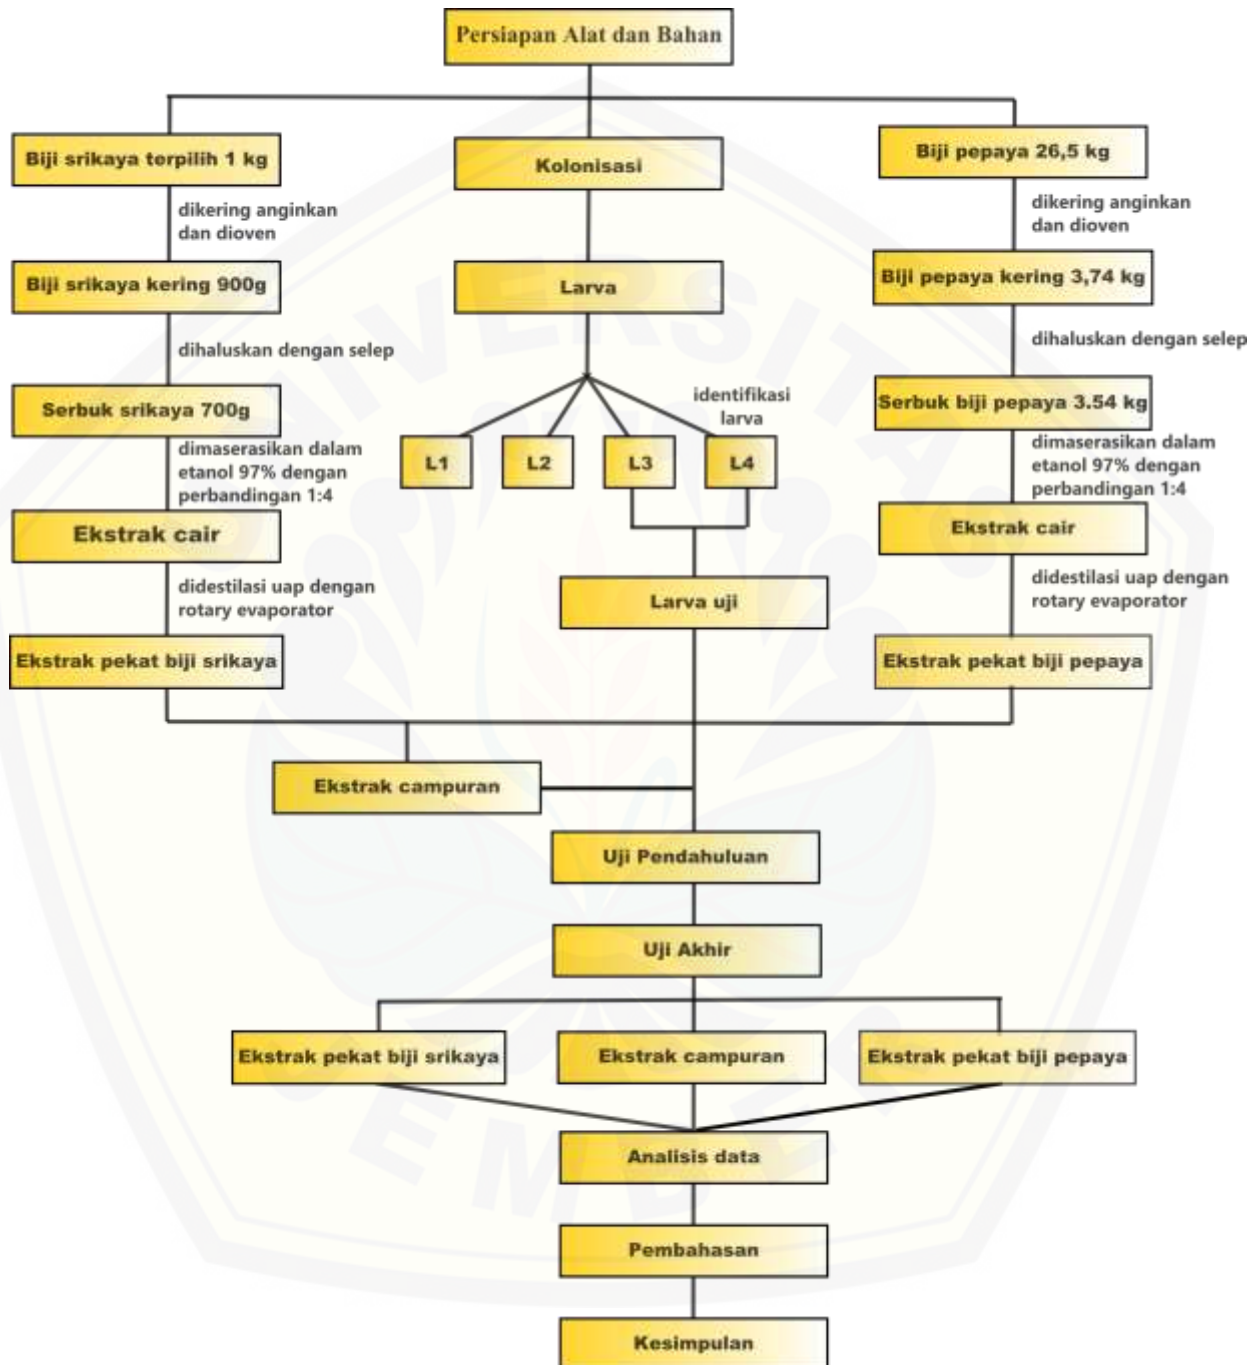 Persiapan Alat dan Bahan
Biji srikaya terpilih 1 kg
Kolonisasi
Biji pepaya 26,5 kg
dikering anginkan
dan dioven
dikering anginkan
dan dioven
Biji srikaya kering 900g
Larva
Biji pepaya kering 3,74 kg
dihaluskan dengan selep
dihaluskan dengan selep
Serbuk srikaya 700g
identifikasi
larva
Serbuk biji pepaya 3.54 kg
dimaserasikan dalam
etanol 97% dengan
perbandingan 1:4
L1
L2
L3
L4
dimaserasikan dalam
etanol 97% dengan
perbandingan 1:4
Ekstrak cair
Ekstrak cair
didestilasi uap dengan
rotary evaporator
Larva uji
didestilasi uap dengan
rotary evaporator
Ekstrak pekat biji srikaya
Ekstrak pekat biji pepaya
Ekstrak campuran
Uji Pendahuluan
Uji Akhir
Ekstrak pekat biji srikaya
Ekstrak campuran
Ekstrak pekat biji pepaya
Analisis data
Pembahasan
Kesimpulan
UNIVERSITAS
JEMBER